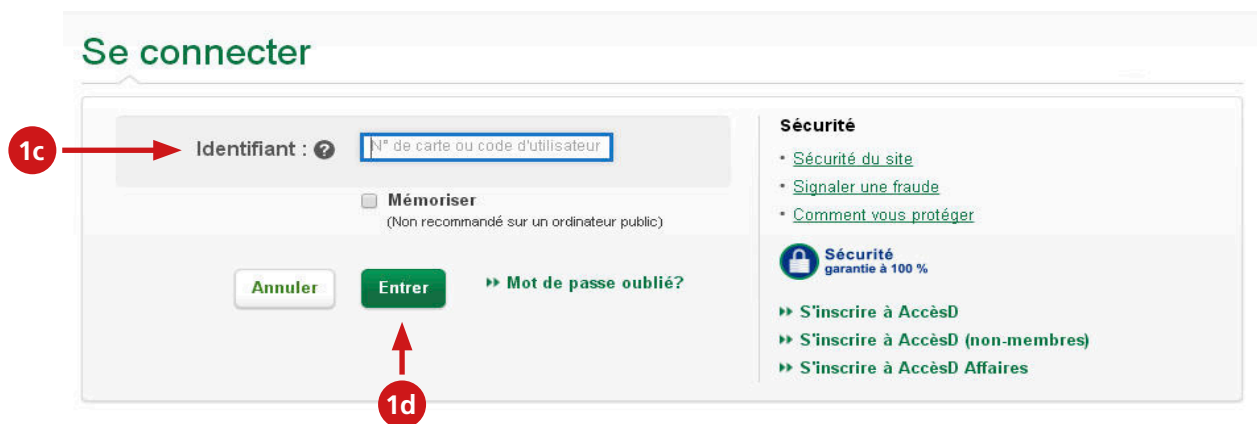 Se connecter
1c
Identifiant : ?
N° de carte ou code d'utilisateur
Mémoriser
(Non recommandé sur un ordinateur public)
Annuler
Entrer
Mot de passe oublié?
1d
Sécurité
• Sécurité du site
• Signaler une fraude
• Comment vous protéger
Sécurité
garantie à 100 %
S'inscrire à AccèsD
S'inscrire à AccèsD (non-membres)
S'inscrire à AccèsD Affaires